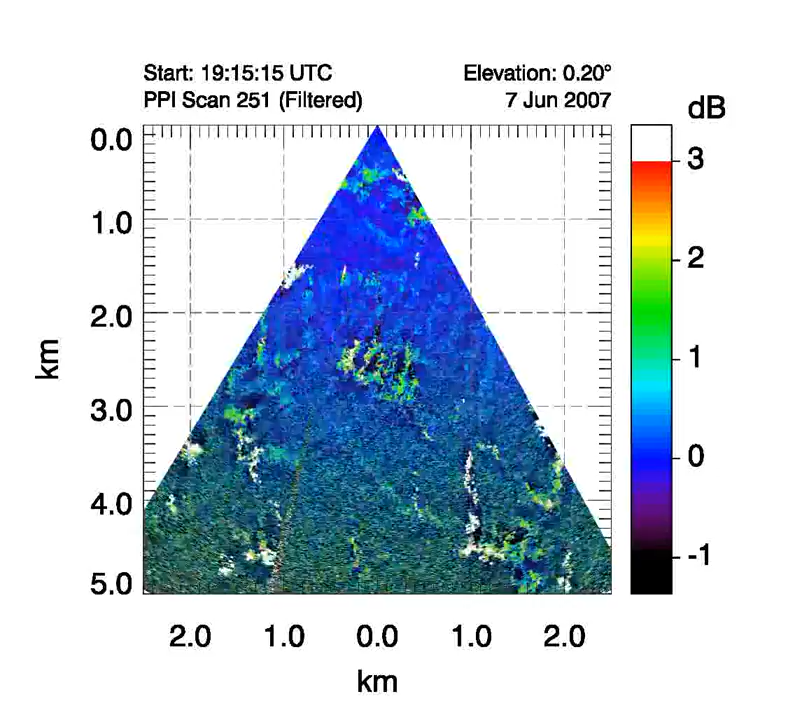 Start: 19:15:15 UTC
Elevation: 0.20°
PPI Scan 251 (Filtered)
7 Jun 2007
dB
0.0
1.0
2.0
3.0
4.0
5.0
km
2.0 1.0 0.0 1.0 2.0
km
3
2
1
0
-1